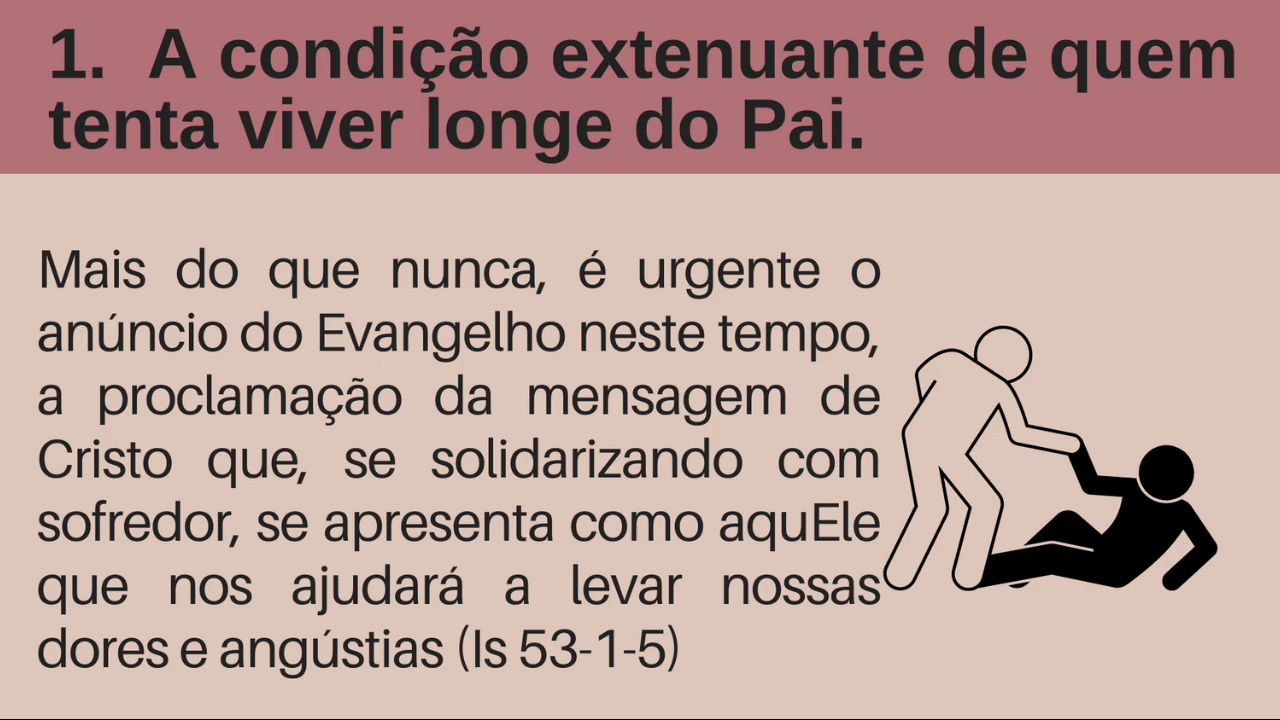 1. A condição extenuante de quem
tenta viver longe do Pai.
Mais do que nunca, é urgente o
anúncio do Evangelho neste tempo,
a proclamação da mensagem de
Cristo que, se solidarizando com
sofredor, se apresenta como aquEle
que nos ajudará a levar nossas
dores e angústias (Is 53-1-5)